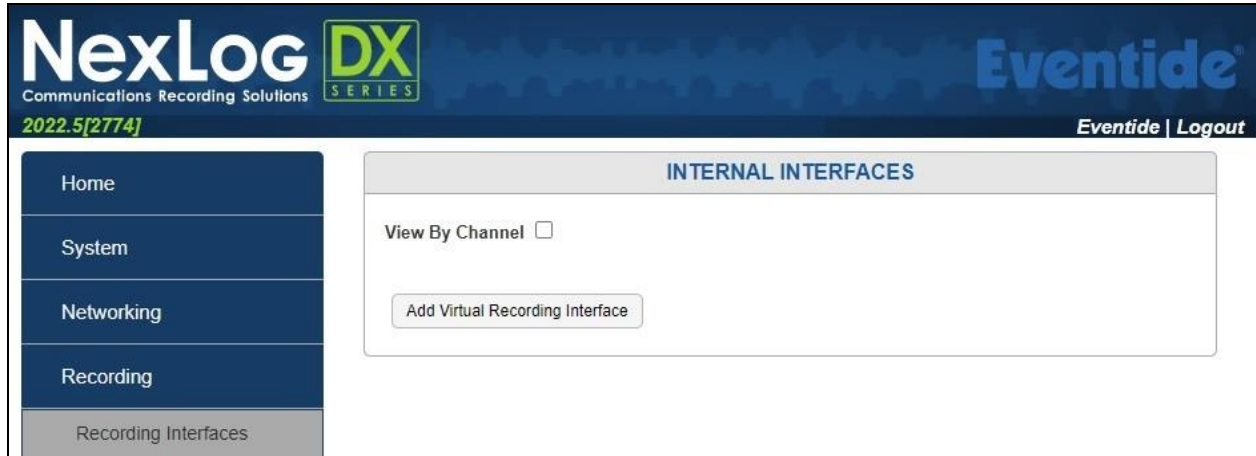 NexLog DX
Communications Recording Solutions SERIES
Eventide
2022.5[2774]
Eventide | Logout
Home
System
Networking
Recording
Recording Interfaces
INTERNAL INTERFACES
View By Channel
Add Virtual Recording Interface